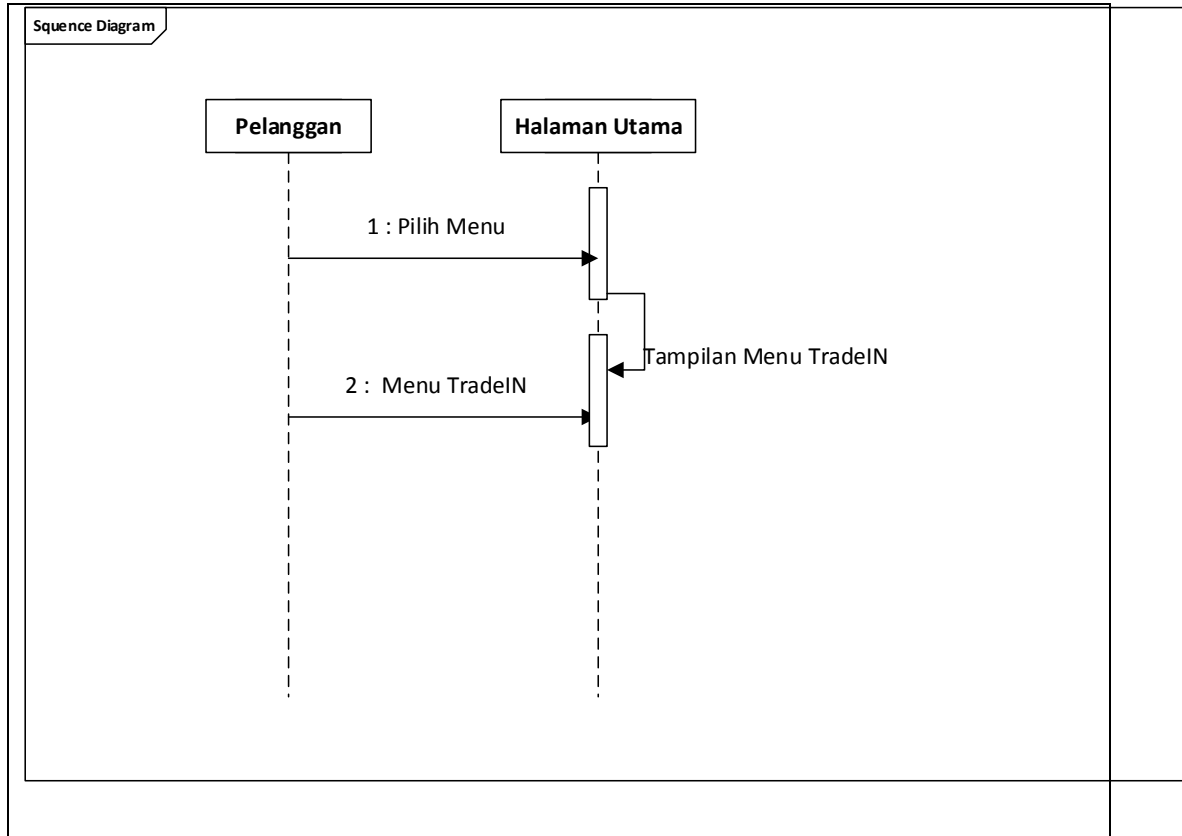 Squence Diagram
Pelanggan
Halaman Utama
1 : Pilih Menu
Tampilan Menu TradeIN
2 :  Menu TradeIN